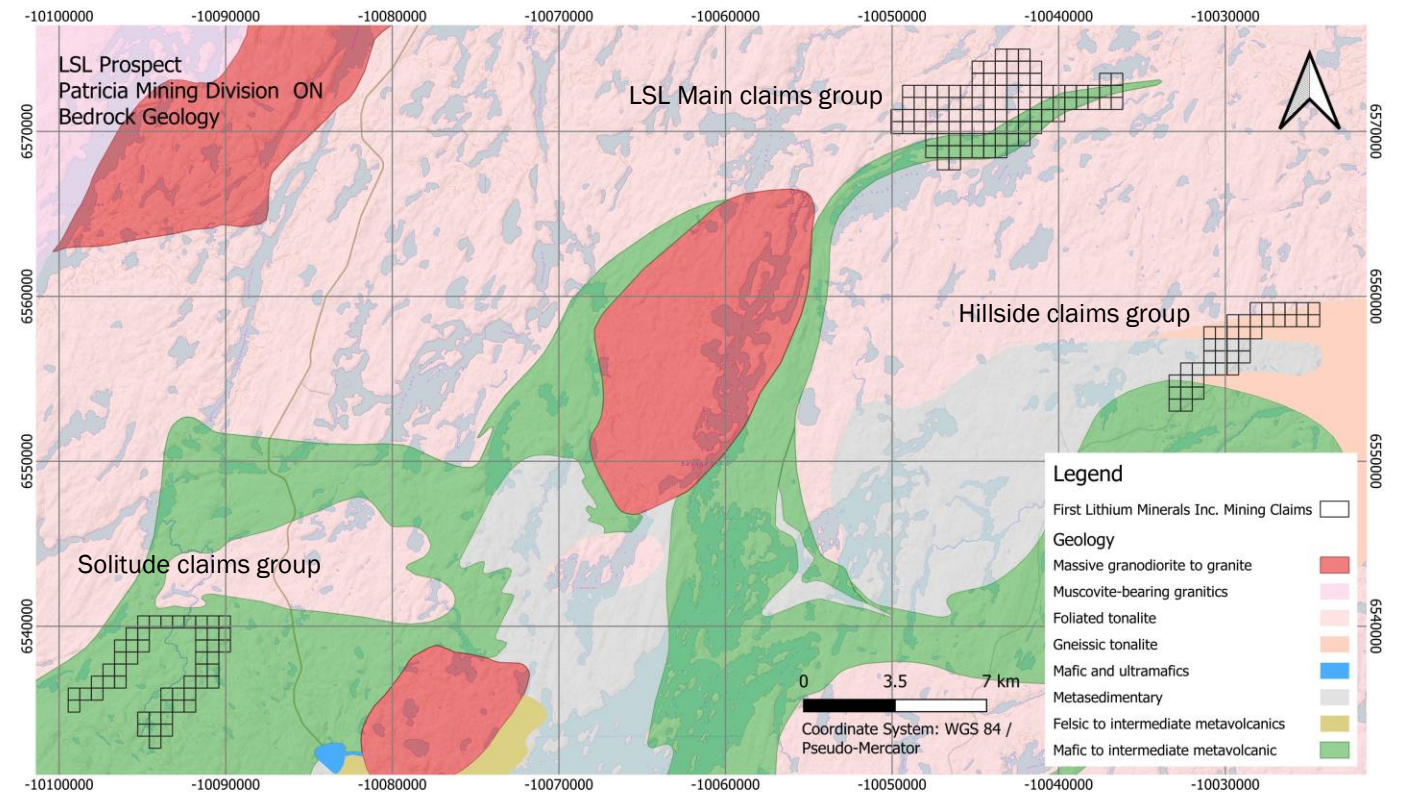 -10100000 -10090000 -10080000 -10070000 -10060000 -10050000 -10040000 -10030000
LSL Prospect
Patricia Mining Division ON
Bedrock Geology
LSL Main claims group
6570000 6570000
6560000 6560000
Hillside claims group
6550000 6550000
Solitude claims group
6540000 6540000
Legend
First Lithium Minerals Inc. Mining Claims
Geology
Massive granodiorite to granite
Muscovite-bearing granitics
Foliated tonalite
Gneissic tonalite
Mafic and ultramafics
Metasedimentary
Felsic to intermediate metavolcanics
Mafic to intermediate metavolcanic
0 3.5 7 km
Coordinate System: WGS 84 /
Pseudo-Mercator
-10100000 -10090000 -10080000 -10070000 -10060000 -10050000 -10040000 -10030000